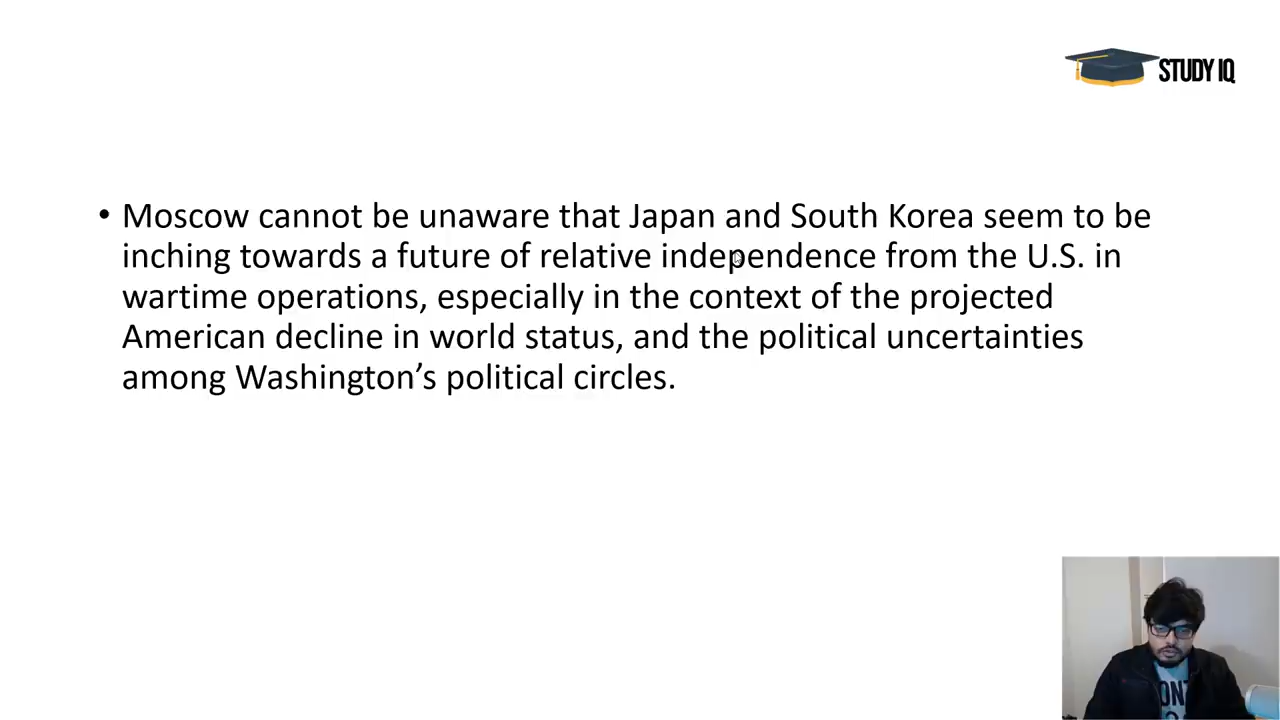 STUDY IQ
• Moscow cannot be unaware that Japan and South Korea seem to be
inching towards a future of relative independence from the U.S. in
wartime operations, especially in the context of the projected
American decline in world status, and the political uncertainties
among Washington’s political circles.